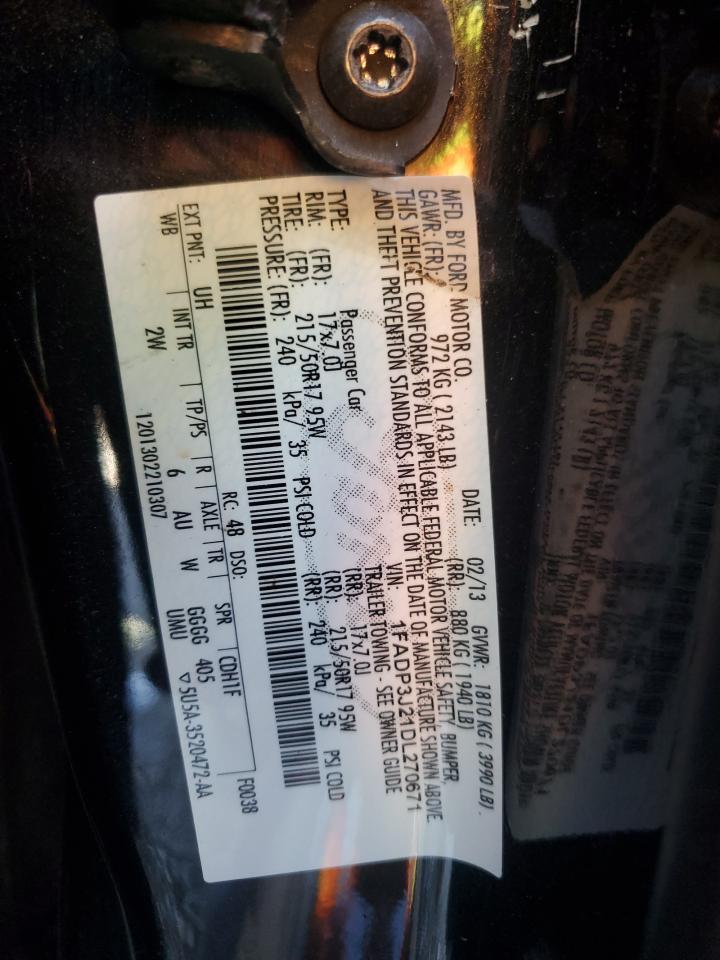 MFD. BY FORD MOTOR CO. DATE: 02/13 GVWR: 1810 KG ( 3990 LB) .
GAWR: (FR): 972 KG ( 2143 LB) (RR): 880 KG ( 1940 LB)
THIS VEHICLE CONFORMS TO ALL APPLICABLE FEDERAL MOTOR VEHICLE SAFETY, BUMPER,
AND THEFT PREVENTION STANDARDS IN EFFECT ON THE DATE OF MANUFACTURE SHOWN ABOVE.
VIN 1FADP3J21DL270671
TYPE: Passenger Car TRAILER TOWING - SEE OWNER GUIDE
RIM: (FR): 17x7.0J (RR): 17x7.0J
TIRE: (FR): 215/50R17 95W (RR): 215/50R17 95W
PRESSURE: (FR): 240 kPa/ 35 PSI COLD (RR): 240 kPa/ 35 PSI COLD
F0038
RC: 48 DSO:
EXT PNT: UH INT TR TP/PS R AXLE TR SPR CDH1F
WB 2W 6 AU W GGGG 405
UMU
1201302210307 ▽5U5A-3520472-AA